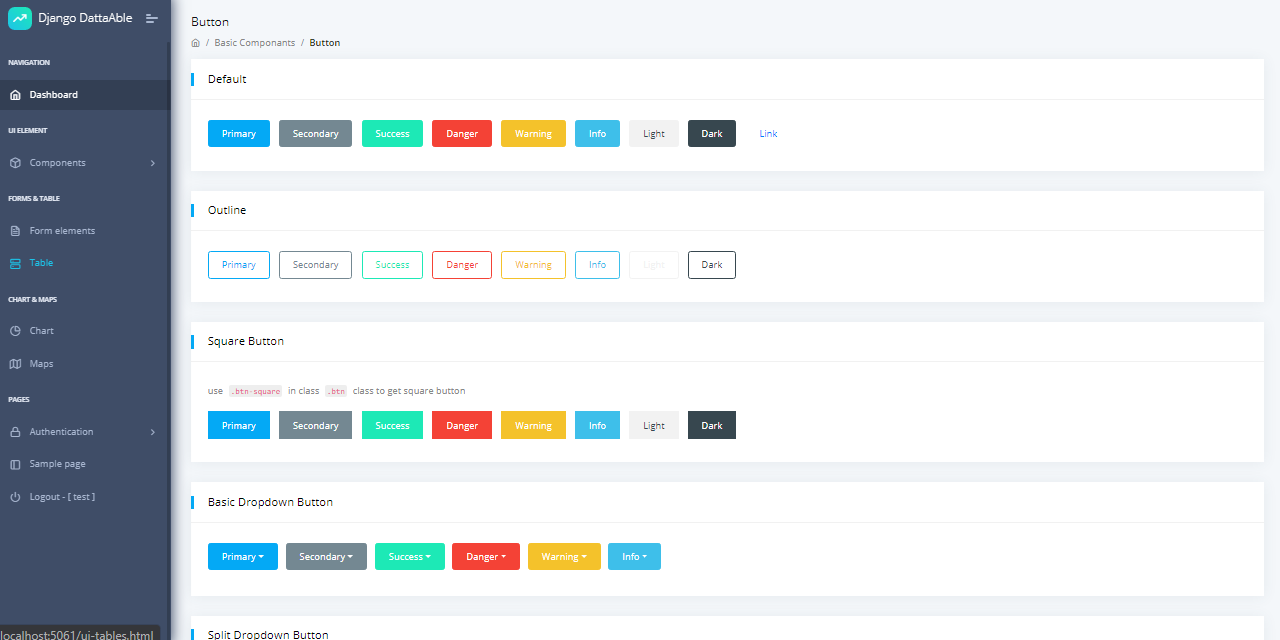 Django DattaAble
NAVIGATION
Dashboard
UI ELEMENT
Components
FORMS & TABLE
Form elements
Table
CHART & MAPS
Chart
Maps
PAGES
Authentication
Sample page
Logout - [ test ]
localhost:5061/ui-tables.html
Button
/ Basic Componants / Button
Default
Primary Secondary Success Danger Warning Info Light Dark Link
Outline
Primary Secondary Success Danger Warning Info Light Dark
Square Button
use .btn-square in class .btn class to get square button
Primary Secondary Success Danger Warning Info Light Dark
Basic Dropdown Button
Primary Secondary Success Danger Warning Info
Split Dropdown Button